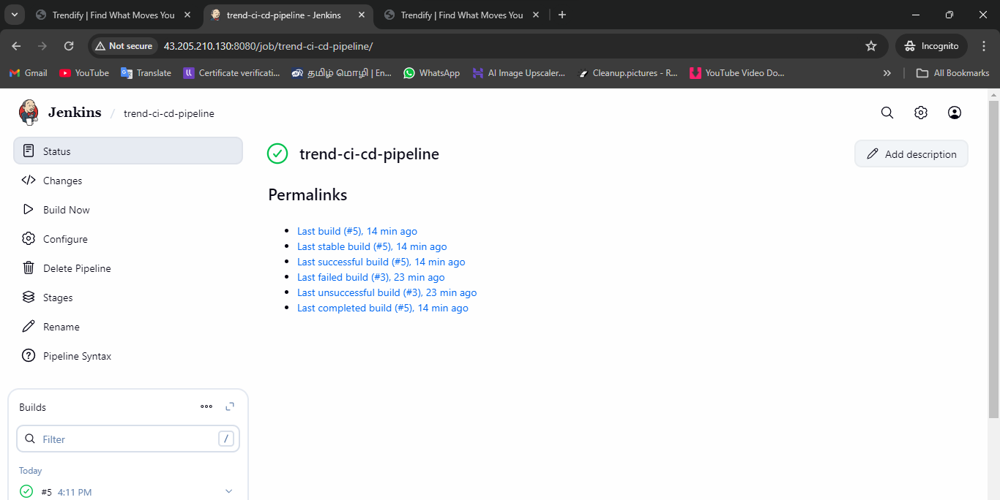 Trendify | Find What Moves You
trend-ci-cd-pipeline - Jenkins
Trendify | Find What Moves You
Not secure
43.205.210.130:8080/job/trend-ci-cd-pipeline/
Incognito
Gmail
YouTube
Translate
Certificate verificati...
தமிழ் மொழி | En...
WhatsApp
AI Image Upscaler...
Cleanup.pictures - R...
YouTube Video Do...
All Bookmarks
Jenkins / trend-ci-cd-pipeline
Status
Changes
Build Now
Configure
Delete Pipeline
Stages
Rename
Pipeline Syntax
Builds
Filter /
Today
#5 4:11 PM
trend-ci-cd-pipeline
Add description
Permalinks
Last build (#5), 14 min ago
Last stable build (#5), 14 min ago
Last successful build (#5), 14 min ago
Last failed build (#3), 23 min ago
Last unsuccessful build (#3), 23 min ago
Last completed build (#5), 14 min ago